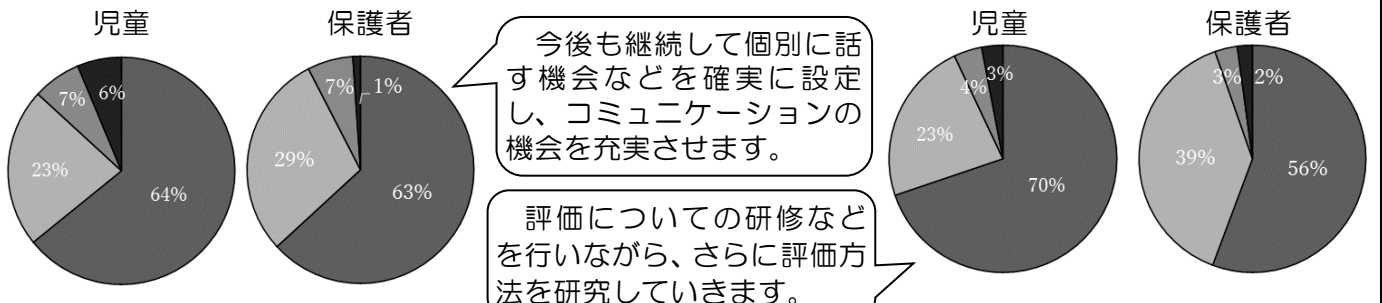 児童
保護者
64%
23%
7%
6%
63%
29%
7%
1%
今後も継続して個別に話
す機会などを確実に設定
し、コミュニケーションの
機会を充実させます。
評価についての研修など
を行いながら、さらに評価方
法を研究していきます。
児童
保護者
70%
23%
4%
3%
56%
39%
3%
2%